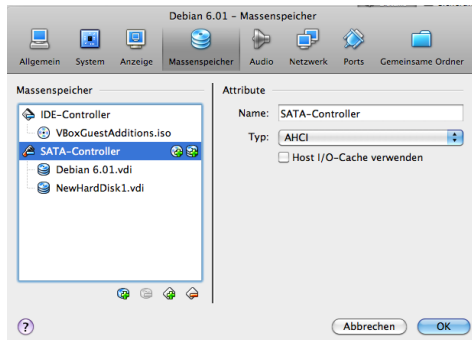 Debian 6.01 – Massenspeicher
Allgemein System Anzeige Massenspeicher Audio Netzwerk Ports Gemeinsame Ordner
Massenspeicher
IDE-Controller
VBoxGuestAdditions.iso
SATA-Controller
Debian 6.01.vdi
NewHardDisk1.vdi
Attribute
Name: SATA-Controller
Typ: AHCI
Host I/O-Cache verwenden
?
Abbrechen OK